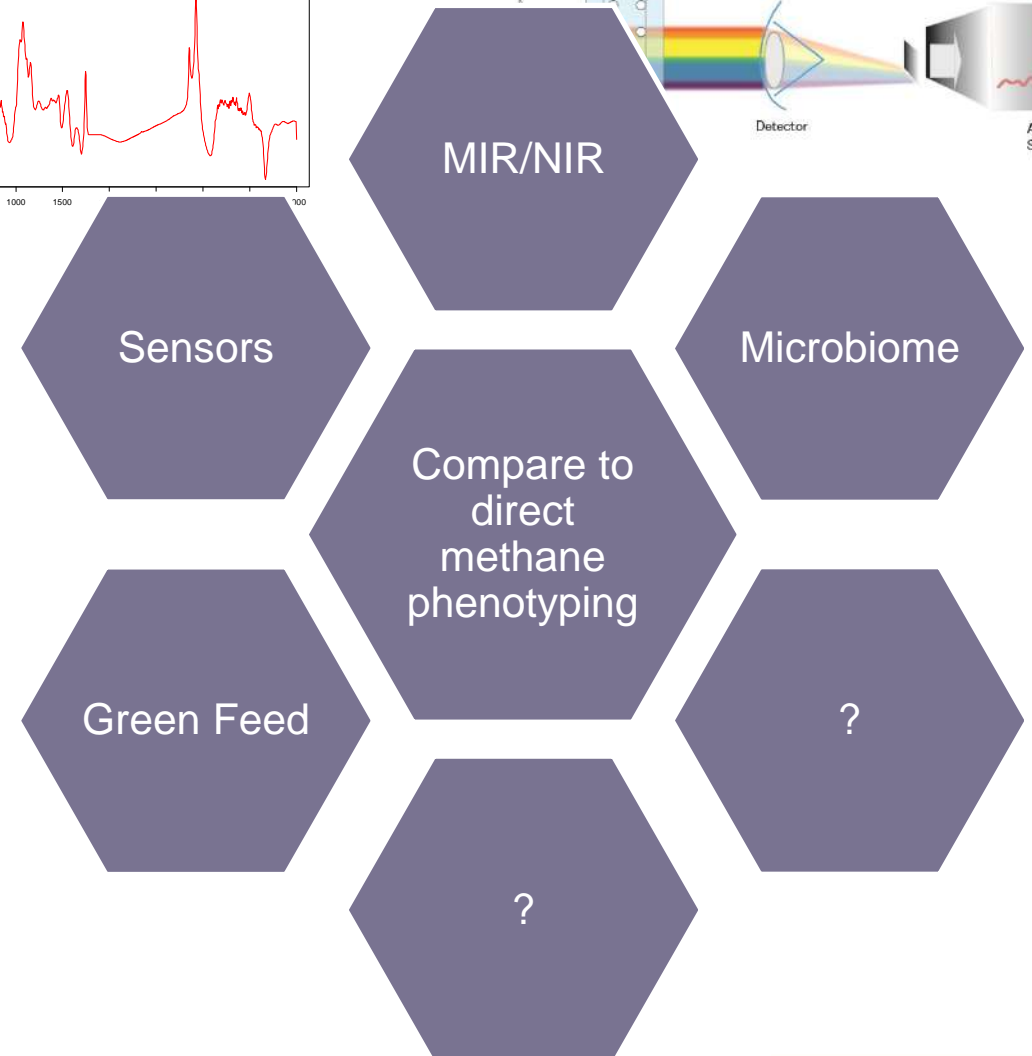 Detector
1000 1500
MIR/NIR
Sensors
Microbiome
Compare to
direct
methane
phenotyping
Green Feed
?
?